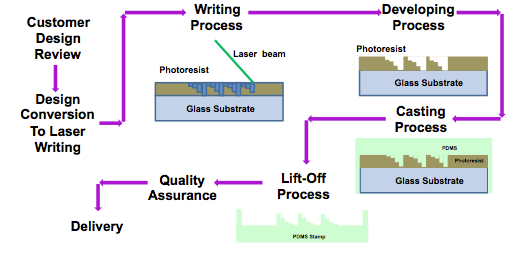 Customer
Design
Review
Design
Conversion
To Laser
Writing
Writing
Process
Laser beam
Photoresist
Glass Substrate
Developing
Process
Photoresist
Glass Substrate
Casting
Process
PDMS
Photoresist
Glass Substrate
Lift-Off
Process
PDMS Stamp
Quality
Assurance
Delivery